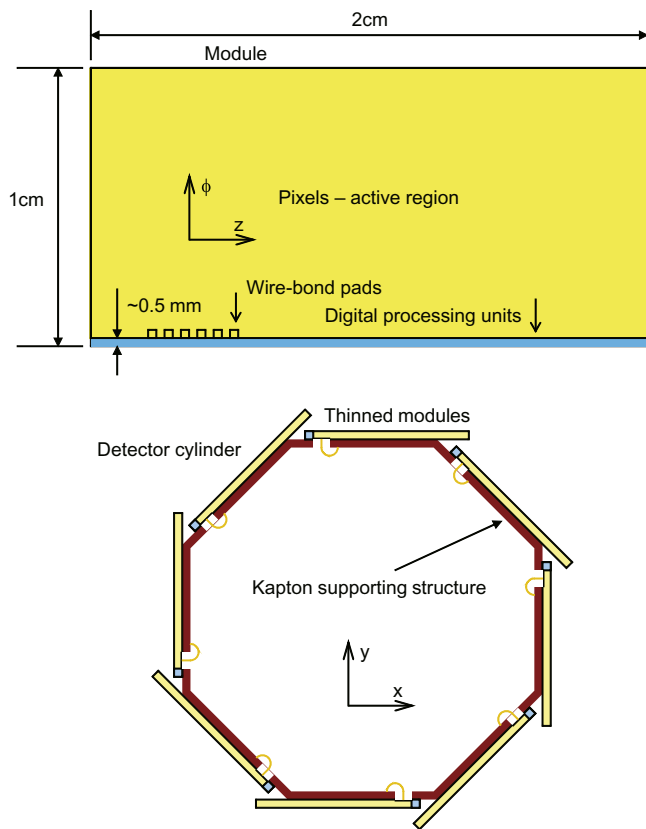 2cm
Module
1cm
ϕ
Pixels – active region
z
Wire-bond pads
~0.5 mm
Digital processing units
Thinned modules
Detector cylinder
Kapton supporting structure
y
x